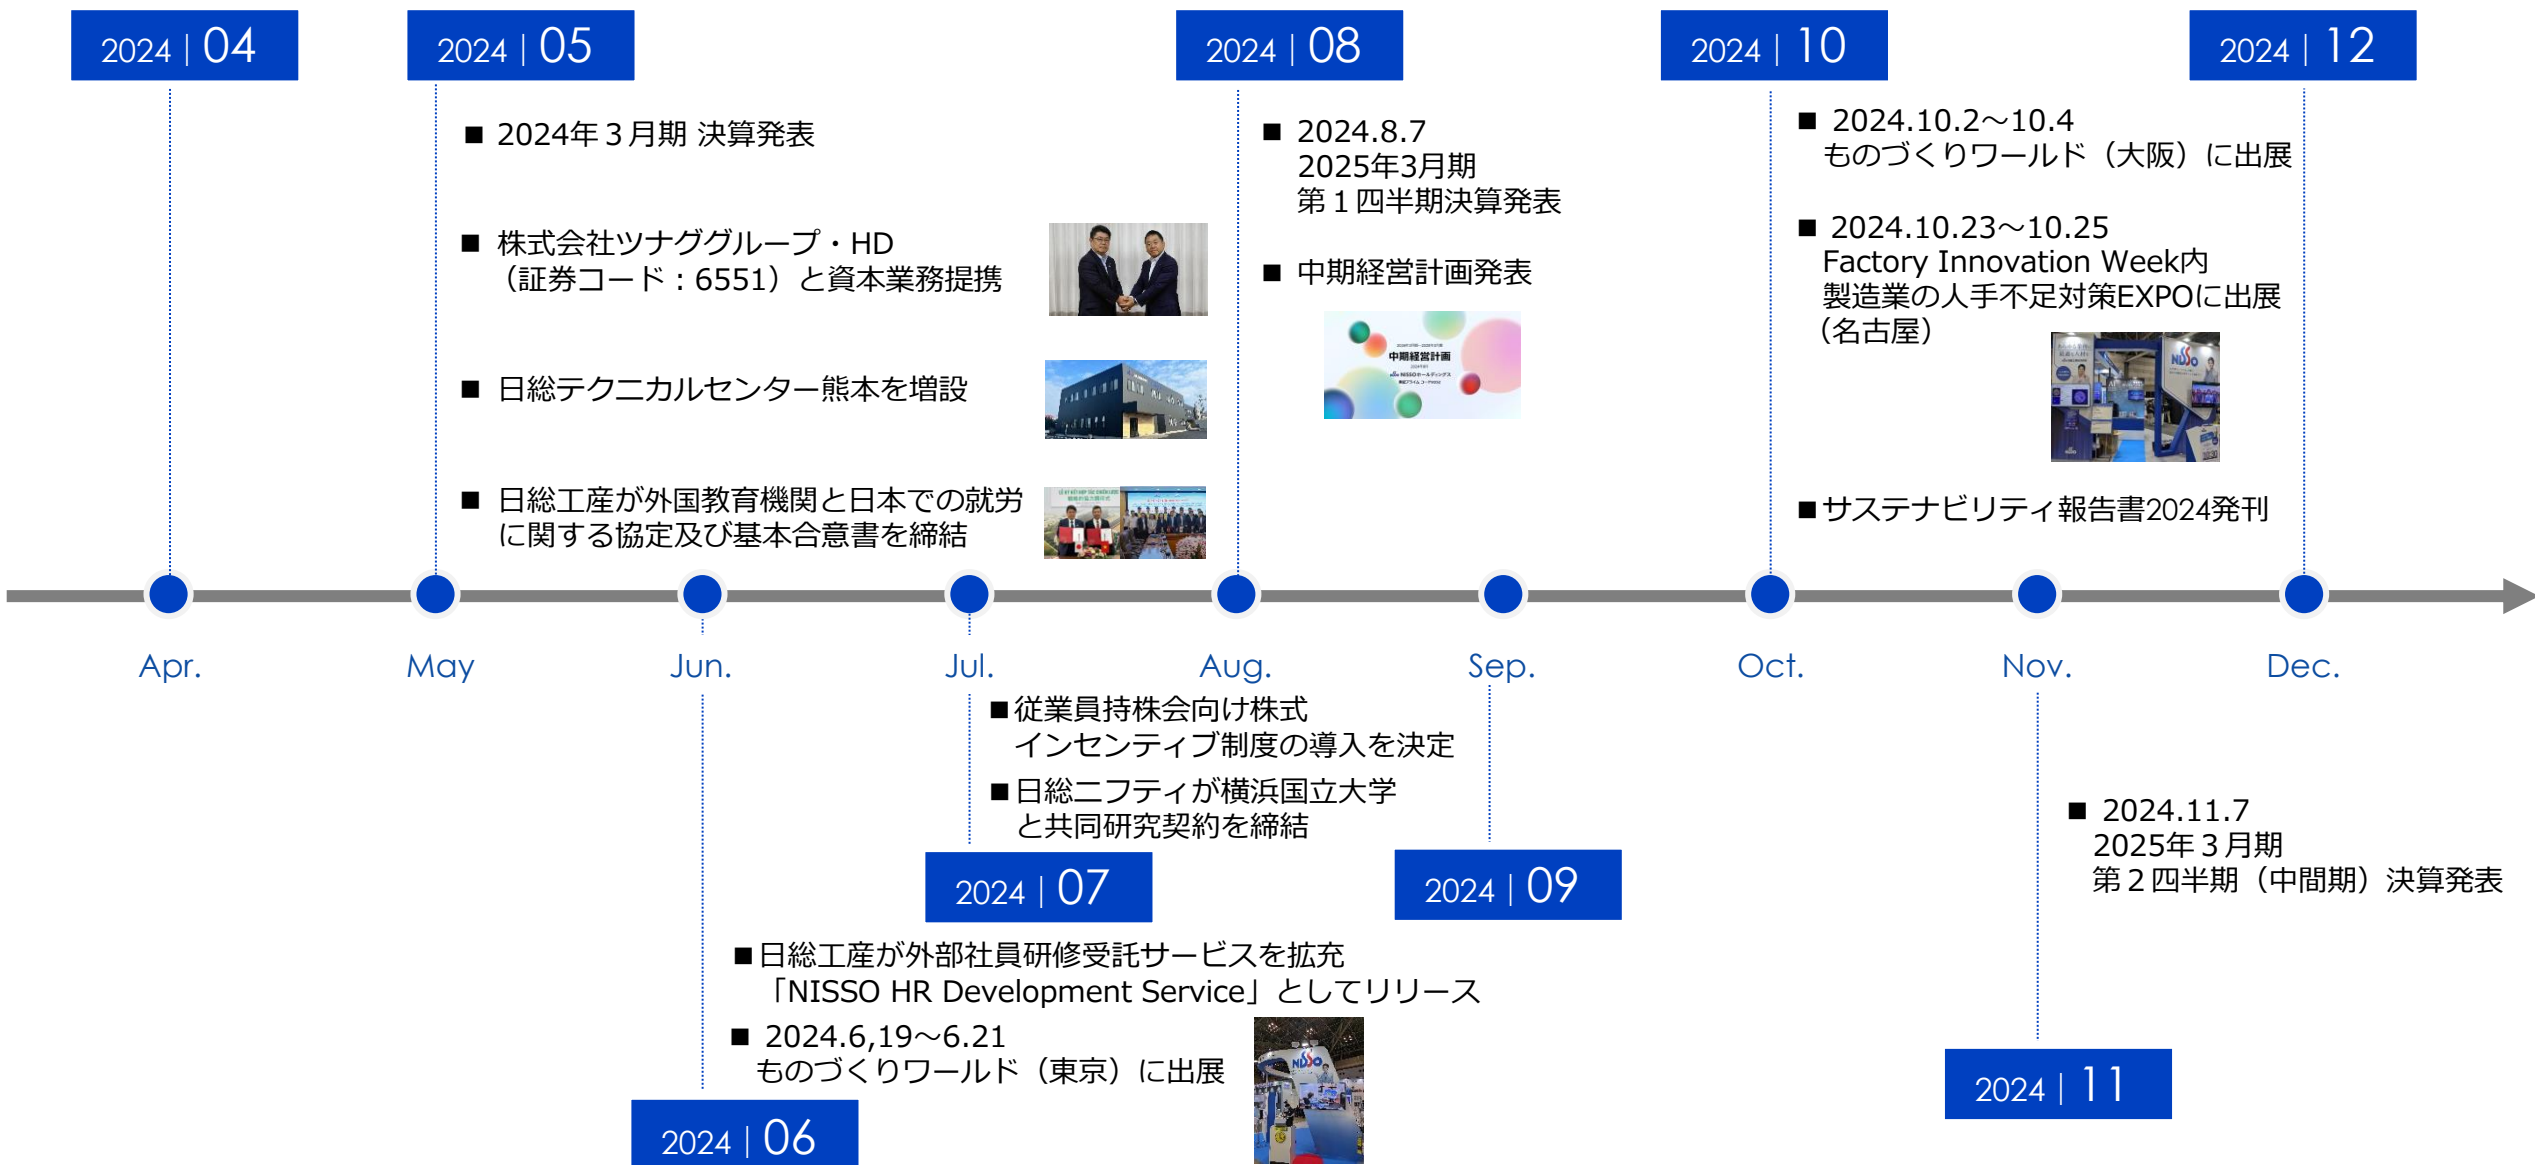 2024 | 04
2024 | 05
■ 2024年３月期 決算発表
■ 株式会社ツナググループ・HD
（証券コード：6551）と資本業務提携
■ 日総テクニカルセンター熊本を増設
■ 日総工産が外国教育機関と日本での就労
に関する協定及び基本合意書を締結
2024 | 08
■ 2024.8.7
2025年3月期
第１四半期決算発表
■ 中期経営計画発表
中期経営計画
NISSOホールディングス
2024 | 10
■ 2024.10.2～10.4
ものづくりワールド（大阪）に出展
■ 2024.10.23～10.25
Factory Innovation Week内
製造業の人手不足対策EXPOに出展
（名古屋）
NISSO
■サステナビリティ報告書2024発刊
2024 | 12
Apr.
May
Jun.
Jul.
Aug.
Sep.
Oct.
Nov.
Dec.
■従業員持株会向け株式
インセンティブ制度の導入を決定
■日総ニフティが横浜国立大学
と共同研究契約を締結
2024 | 07
2024 | 09
■日総工産が外部社員研修受託サービスを拡充
「NISSO HR Development Service」としてリリース
■ 2024.6,19～6.21
ものづくりワールド（東京）に出展
NISSO
2024 | 06
■ 2024.11.7
2025年３月期
第２四半期（中間期）決算発表
2024 | 11